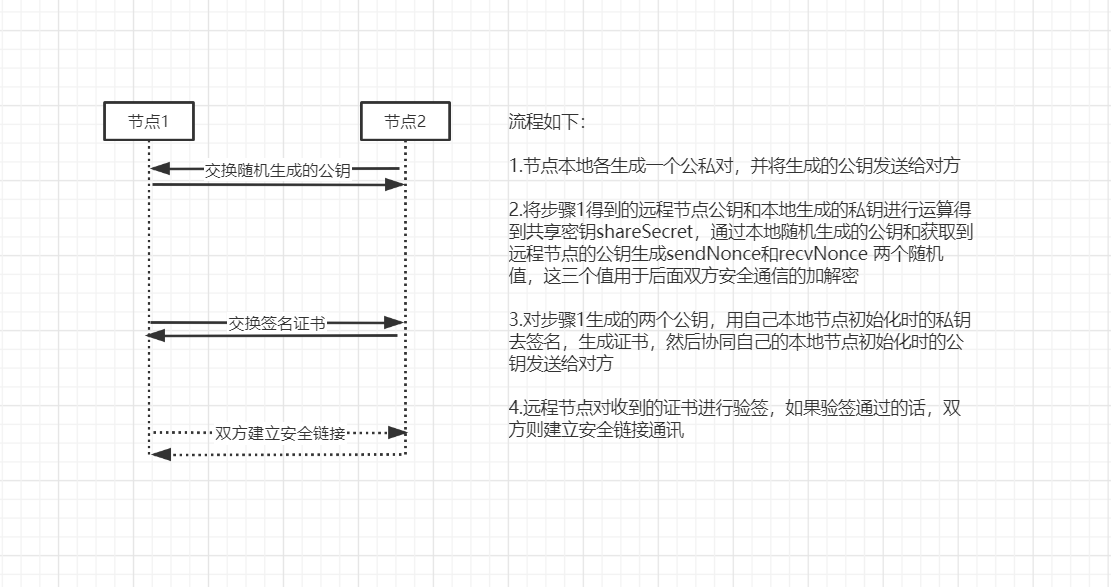 节点1
节点2
交换随机生成的公钥
交换签名证书
双方建立安全链接
流程如下：
1.节点本地各生成一个公私对，并将生成的公钥发送给对方
2.将步骤1得到的远程节点公钥和本地生成的私钥进行运算得
到共享密钥shareSecret，通过本地随机生成的公钥和获取到
远程节点的公钥生成sendNonce和recvNonce 两个随机
值，这三个值用于后面双方安全通信的加解密
3.对步骤1生成的两个公钥，用自己本地节点初始化时的私钥
去签名，生成证书，然后协同自己的本地节点初始化时的公
钥发送给对方
4.远程节点对收到的证书进行验签，如果验签通过的话，双
方则建立安全链接通讯